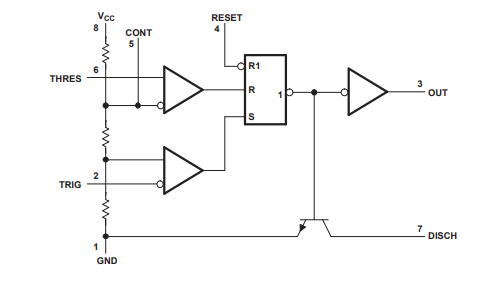 VCC
8
CONT
5
RESET
4
6
THRES
R1
R
1
S
3
OUT
2
TRIG
7
DISCH
1
GND